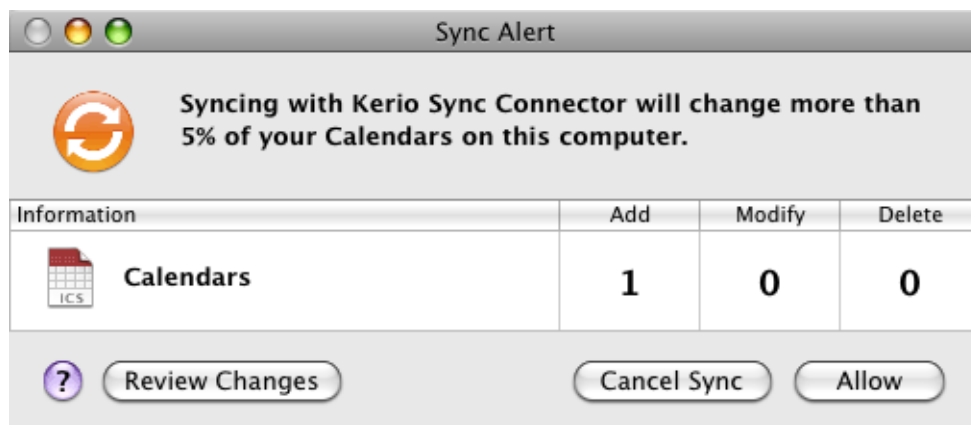 Sync Alert
Syncing with Kerio Sync Connector will change more than
5% of your Calendars on this computer.
Information Add Modify Delete
ICS Calendars 1 0 0
? Review Changes Cancel Sync Allow